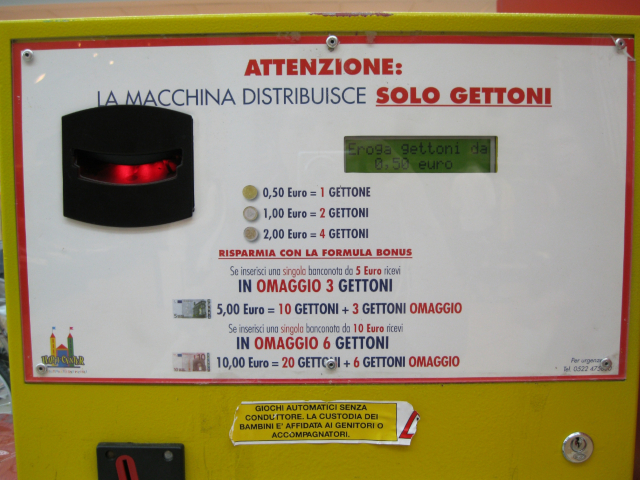 ATTENZIONE:
LA MACCHINA DISTRIBUISCE SOLO GETTONI
Eroga gettoni da
0,50 euro
0,50 Euro = 1 GETTONE
1,00 Euro = 2 GETTONI
2,00 Euro = 4 GETTONI
RISPARMIA CON LA FORMULA BONUS
Se inserisci una singola banconota da 5 Euro ricevi
IN OMAGGIO 3 GETTONI
5,00 Euro = 10 GETTONI + 3 GETTONI OMAGGIO
Se inserisci una singola banconota da 10 Euro ricevi
IN OMAGGIO 6 GETTONI
10,00 Euro = 20 GETTONI + 6 GETTONI OMAGGIO
Per urgenze
Tel. 0522
GIOCHI AUTOMATICI SENZA
CONDUTTORE. LA CUSTODIA DEI
BAMBINI E' AFFIDATA AI GENITORI O
ACCOMPAGNATORI.